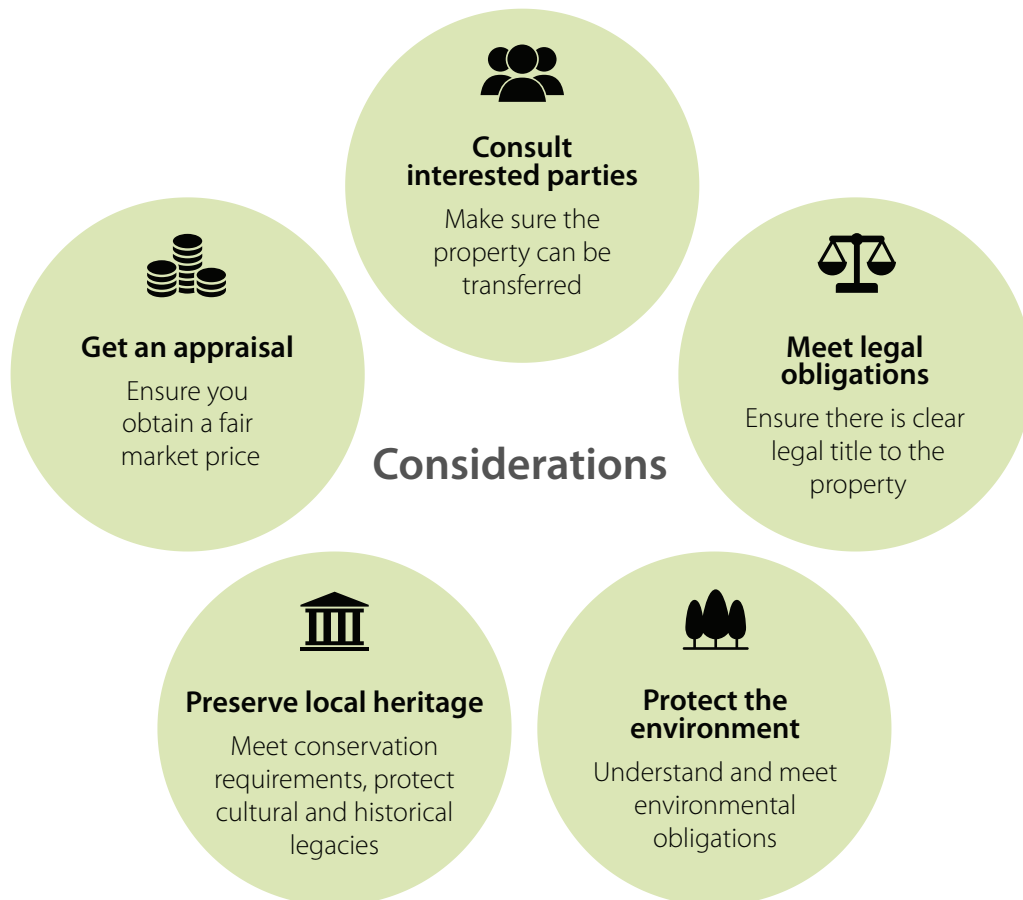 Consult
interested parties
Make sure the
property can be
transferred
Get an appraisal
Ensure you
obtain a fair
market price
Meet legal
obligations
Ensure there is clear
legal title to the
property
Considerations
Preserve local heritage
Meet conservation
requirements, protect
cultural and historical
legacies
Protect the
environment
Understand and meet
environmental
obligations